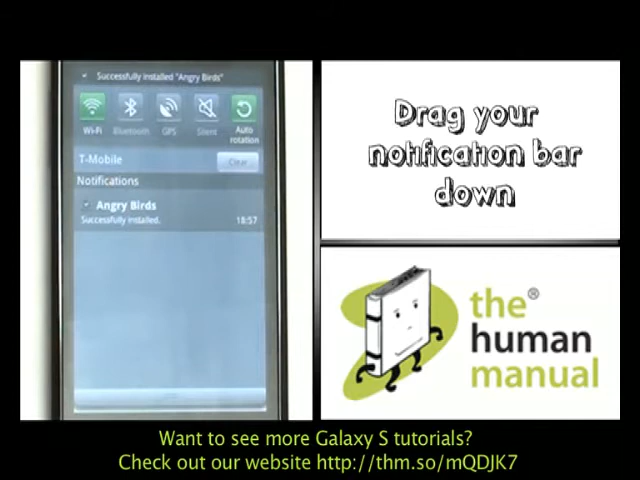 Successfully installed "Angry Birds"
Wi-Fi
Bluetooth
GPS
Silent
Auto rotation
T-Mobile
Clear
Notifications
Angry Birds
Successfully installed.
18:57
Drag your
notification bar
down
the®
human
manual
Want to see more Galaxy S tutorials?
Check out our website http://thm.so/mQDJK7